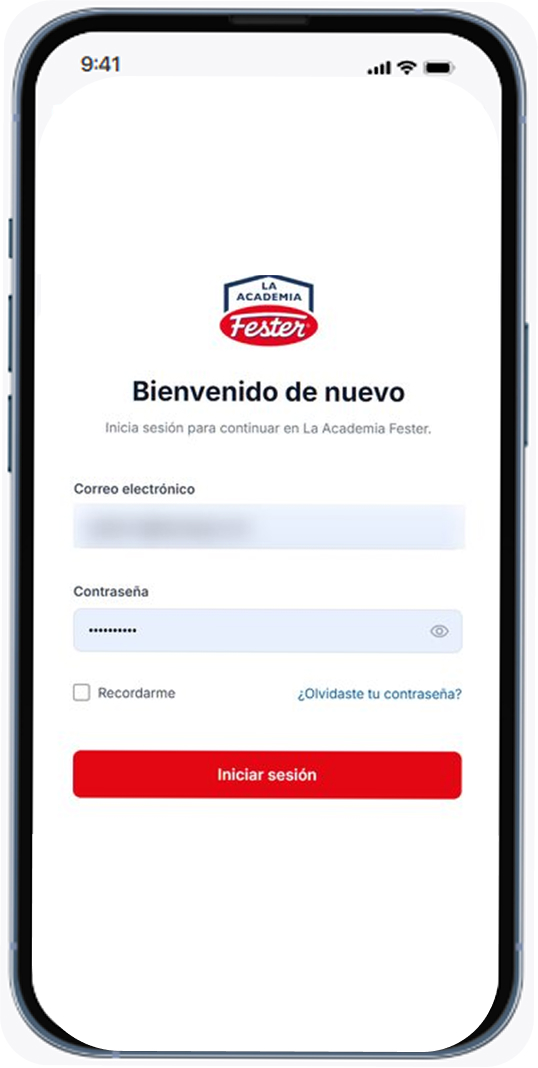 9:41
LA
ACADEMIA
Fester
Bienvenido de nuevo
Inicia sesión para continuar en La Academia Fester.
Correo electrónico
Contraseña
••••••••••
Recordarme
¿Olvidaste tu contraseña?
Iniciar sesión